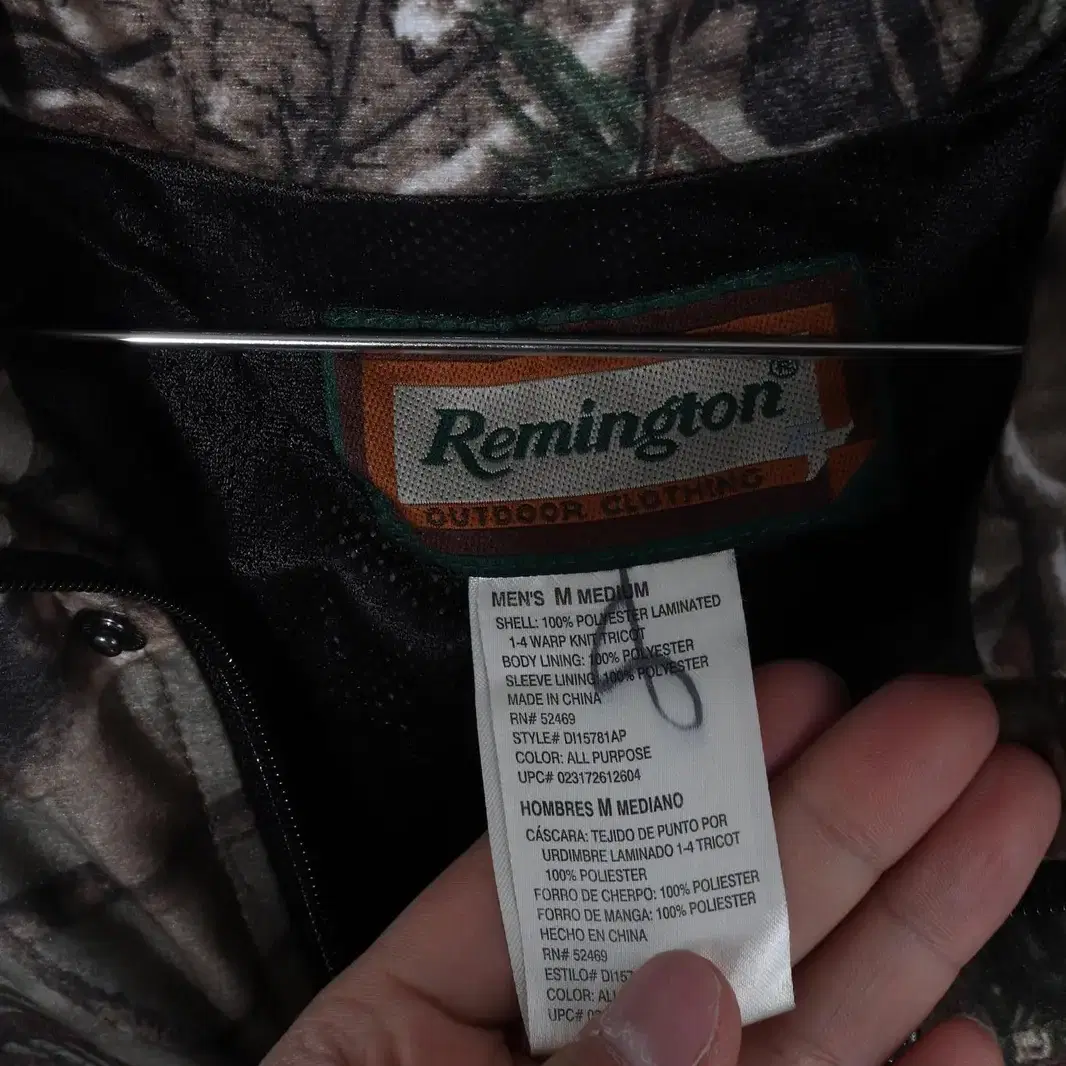 Remington®
OUTDOOR CLOTHING
MEN'S M MEDIUM
SHELL: 100% POLYESTER LAMINATED
1-4 WARP KNIT TRICOT
BODY LINING: 100% POLYESTER
SLEEVE LINING: 100% POLYESTER
MADE IN CHINA
RN# 52469
STYLE# DI15781AP
COLOR: ALL PURPOSE
UPC# 023172612604
HOMBRES M MEDIANO
CÁSCARA: TEJIDO DE PUNTO POR
URDIMBRE LAMINADO 1-4 TRICOT
100% POLIESTER
FORRO DE CHERPO: 100% POLIESTER
FORRO DE MANGA: 100% POLIESTER
HECHO EN CHINA
RN# 52469
ESTILO# DI157
COLOR: AL
UPC# 02